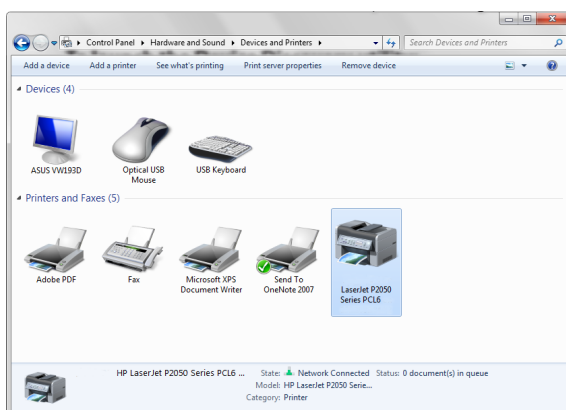 Control Panel ▸ Hardware and Sound ▸ Devices and Printers ▸
Search Devices and Printers
Add a device Add a printer See what's printing Print server properties Remove device
Devices (4)
ASUS VW193D
Optical USB
Mouse
USB Keyboard
Printers and Faxes (5)
Adobe PDF
Fax
Microsoft XPS
Document Writer
Send To
OneNote 2007
LaserJet P2050
Series PCL6
HP LaserJet P2050 Series PCL6 ... State: Network Connected Status: 0 document(s) in queue
Model: HP LaserJet P2050 Serie...
Category: Printer